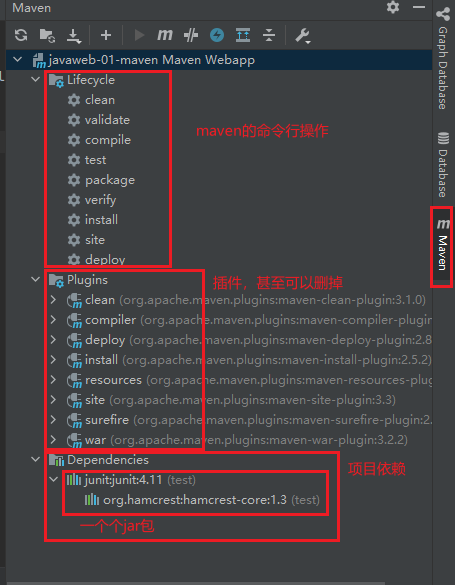 Maven
javaweb-01-maven Maven Webapp
Lifecycle
clean
validate
compile
test
package
verify
install
site
deploy
maven的命令行操作
Plugins
插件，甚至可以删掉
clean (org.apache.maven.plugins:maven-clean-plugin:3.1.0)
compiler (org.apache.maven.plugins:maven-compiler-plugin
deploy (org.apache.maven.plugins:maven-deploy-plugin:2.8
install (org.apache.maven.plugins:maven-install-plugin:2.5.2)
resources (org.apache.maven.plugins:maven-resources-plug
site (org.apache.maven.plugins:maven-site-plugin:3.3)
surefire (org.apache.maven.plugins:maven-surefire-plugin:2.
war (org.apache.maven.plugins:maven-war-plugin:3.2.2)
Dependencies
项目依赖
junit:junit:4.11 (test)
org.hamcrest:hamcrest-core:1.3 (test)
一个个jar包
Graph Database
Database
m Maven